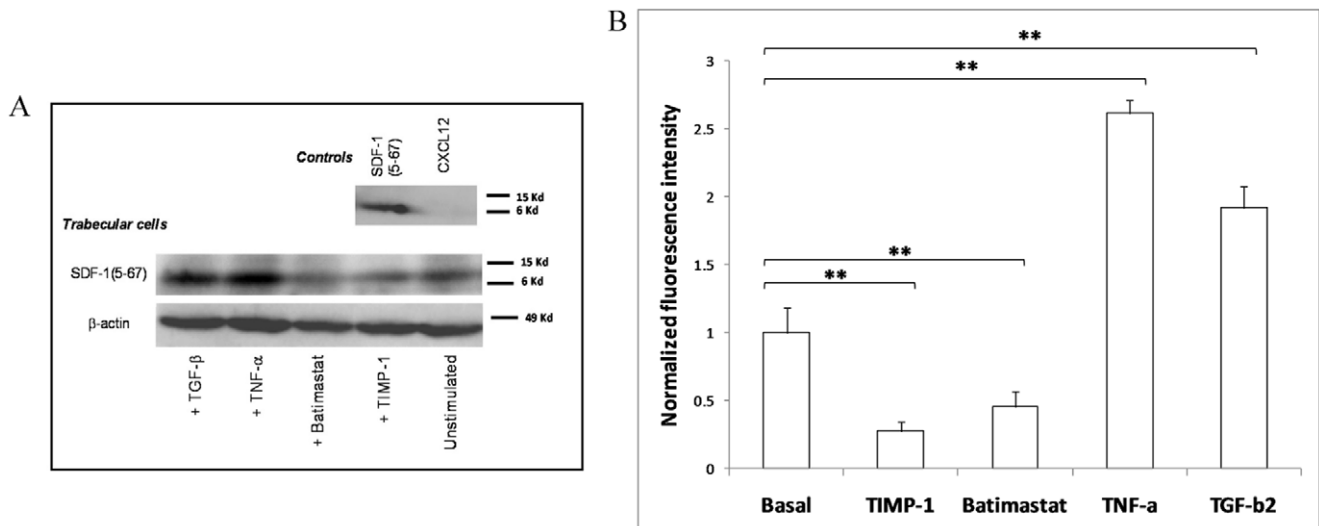 A
Controls
SDF-1
(5-67)
CXCL12
15 Kd
6 Kd
Trabecular cells
SDF-1(5-67)
15 Kd
6 Kd
β-actin
49 Kd
+ TGF-β
+ TNF-α
+ Batimastat
+ TIMP-1
Unstimulated
B
Normalized fluorescence intensity
3
2.5
2
1.5
1
0.5
0
**
**
**
**
Basal
TIMP-1
Batimastat
TNF-a
TGF-b2